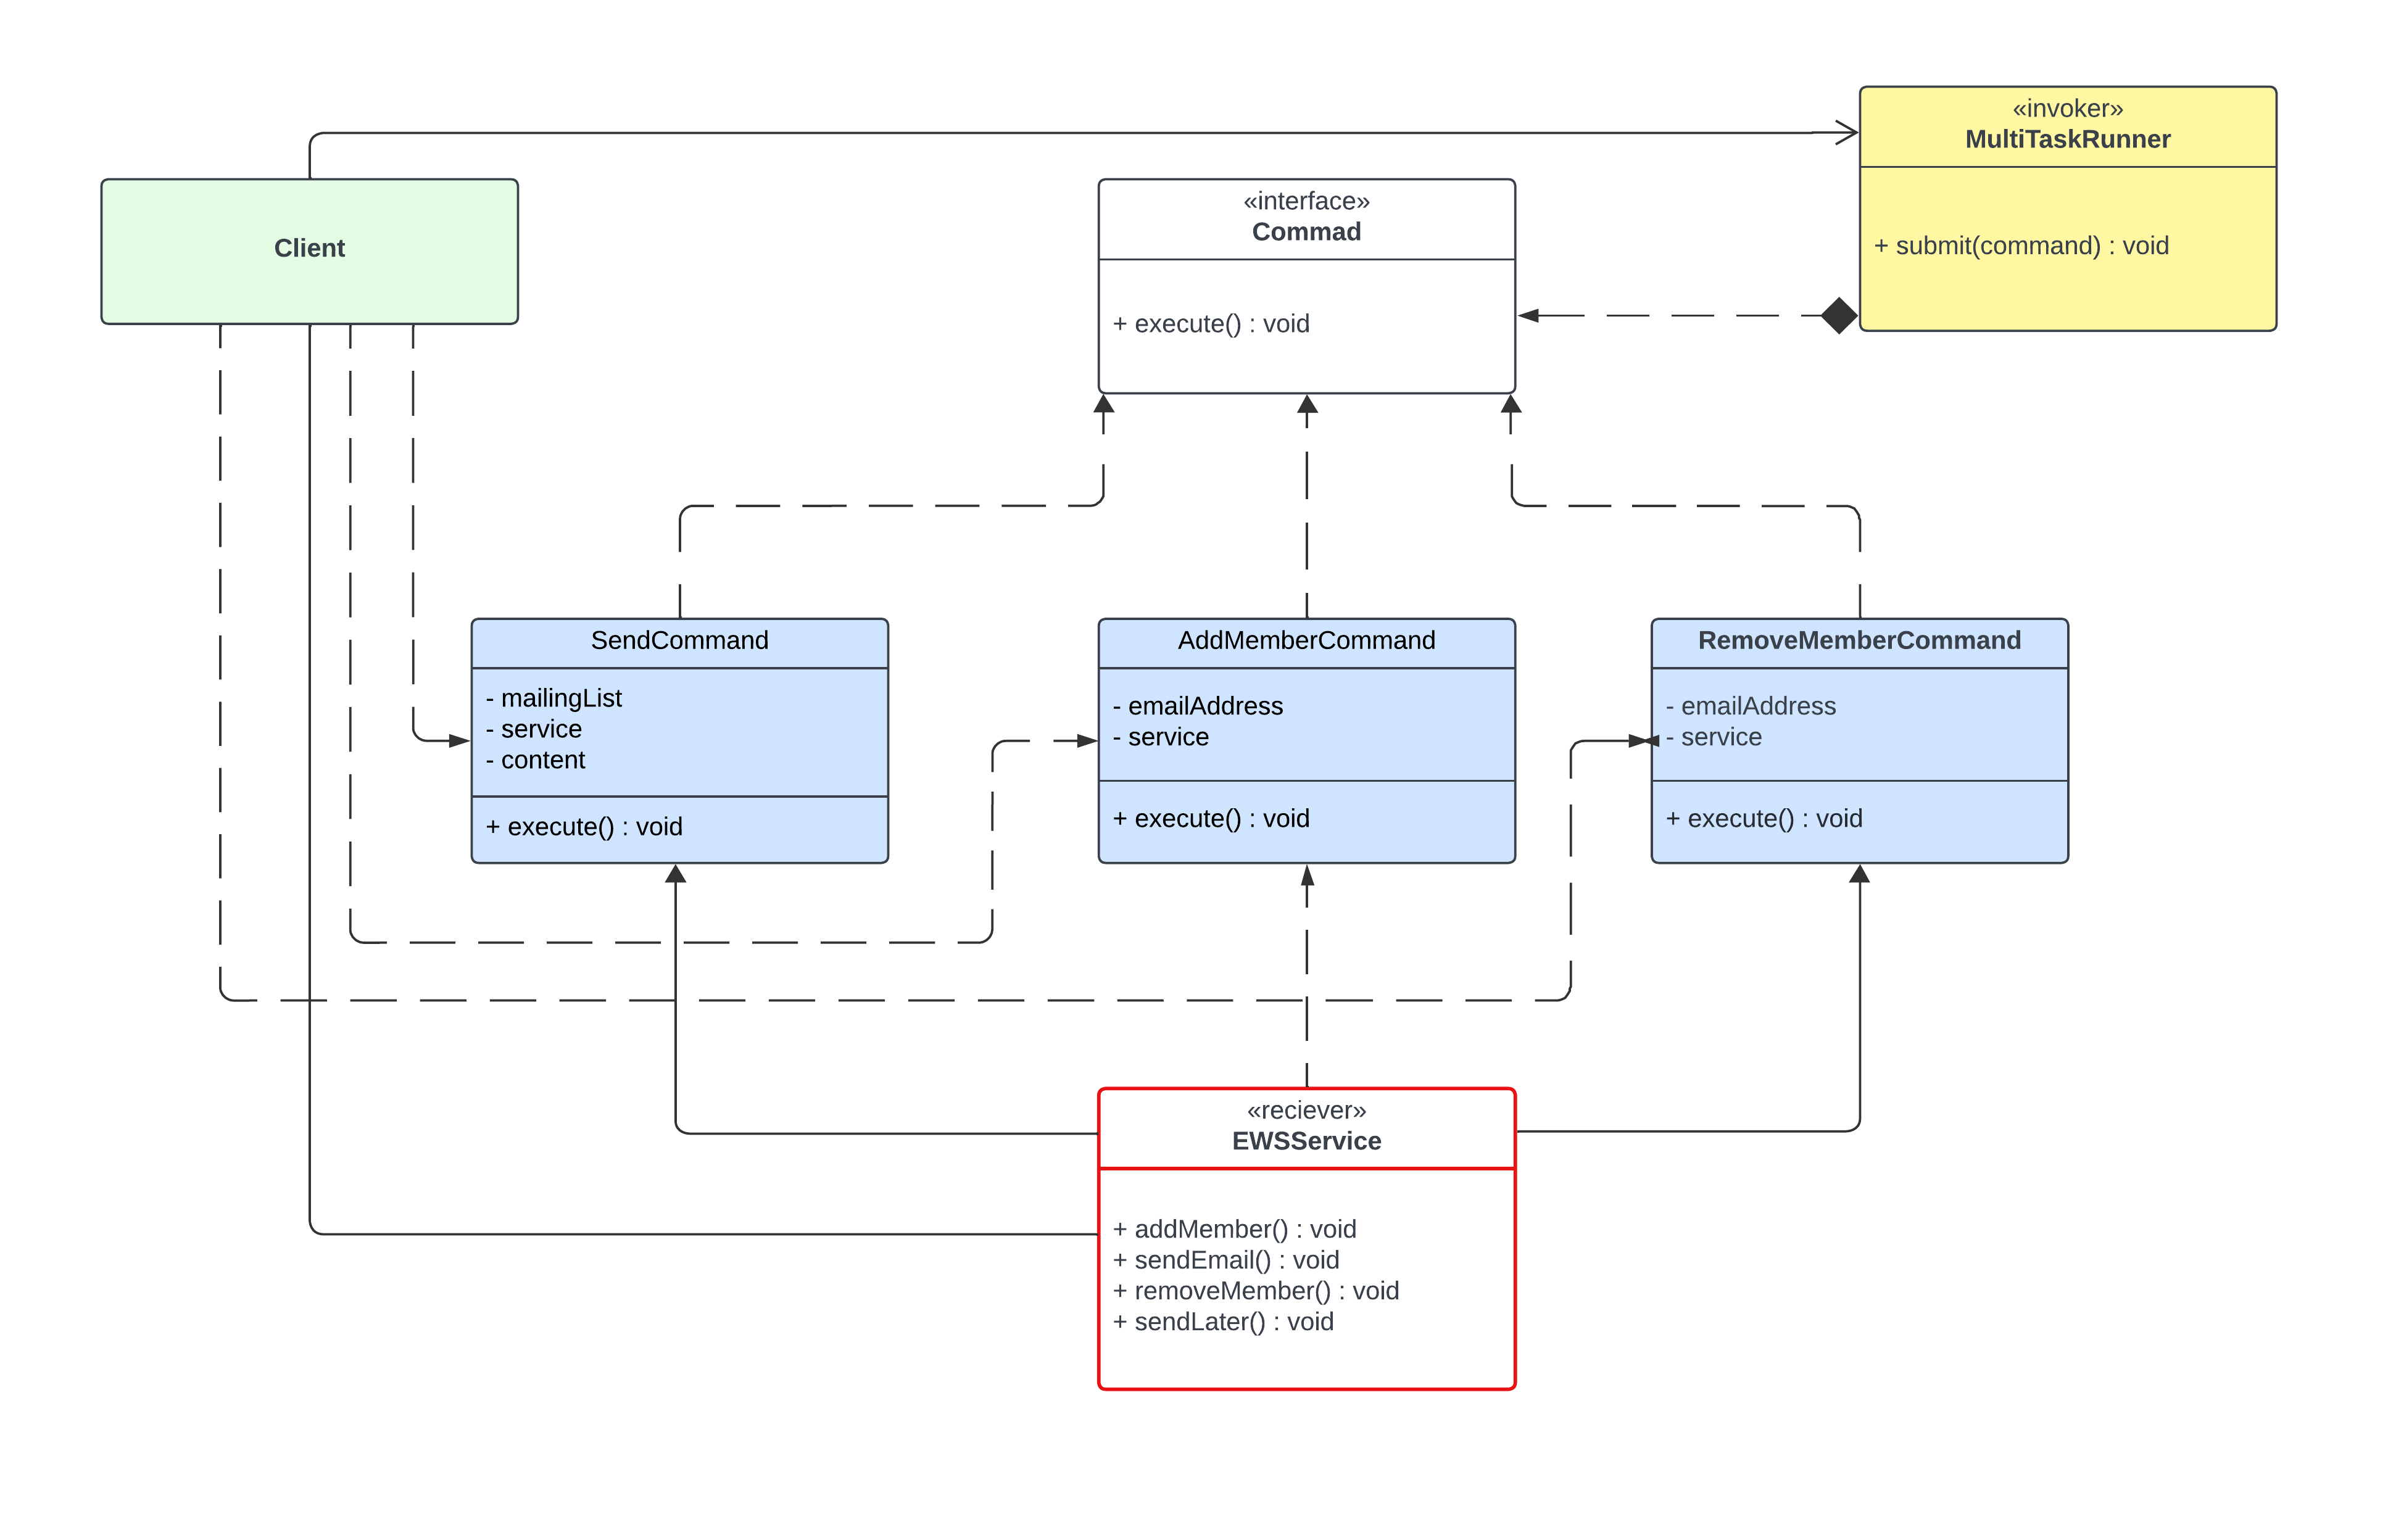 «invoker»
MultiTaskRunner
+ submit(command) : void
Client
«interface»
Commad
+ execute() : void
SendCommand
- mailingList
- service
- content
+ execute() : void
AddMemberCommand
- emailAddress
- service
+ execute() : void
RemoveMemberCommand
- emailAddress
- service
+ execute() : void
«reciever»
EWSService
+ addMember() : void
+ sendEmail() : void
+ removeMember() : void
+ sendLater() : void